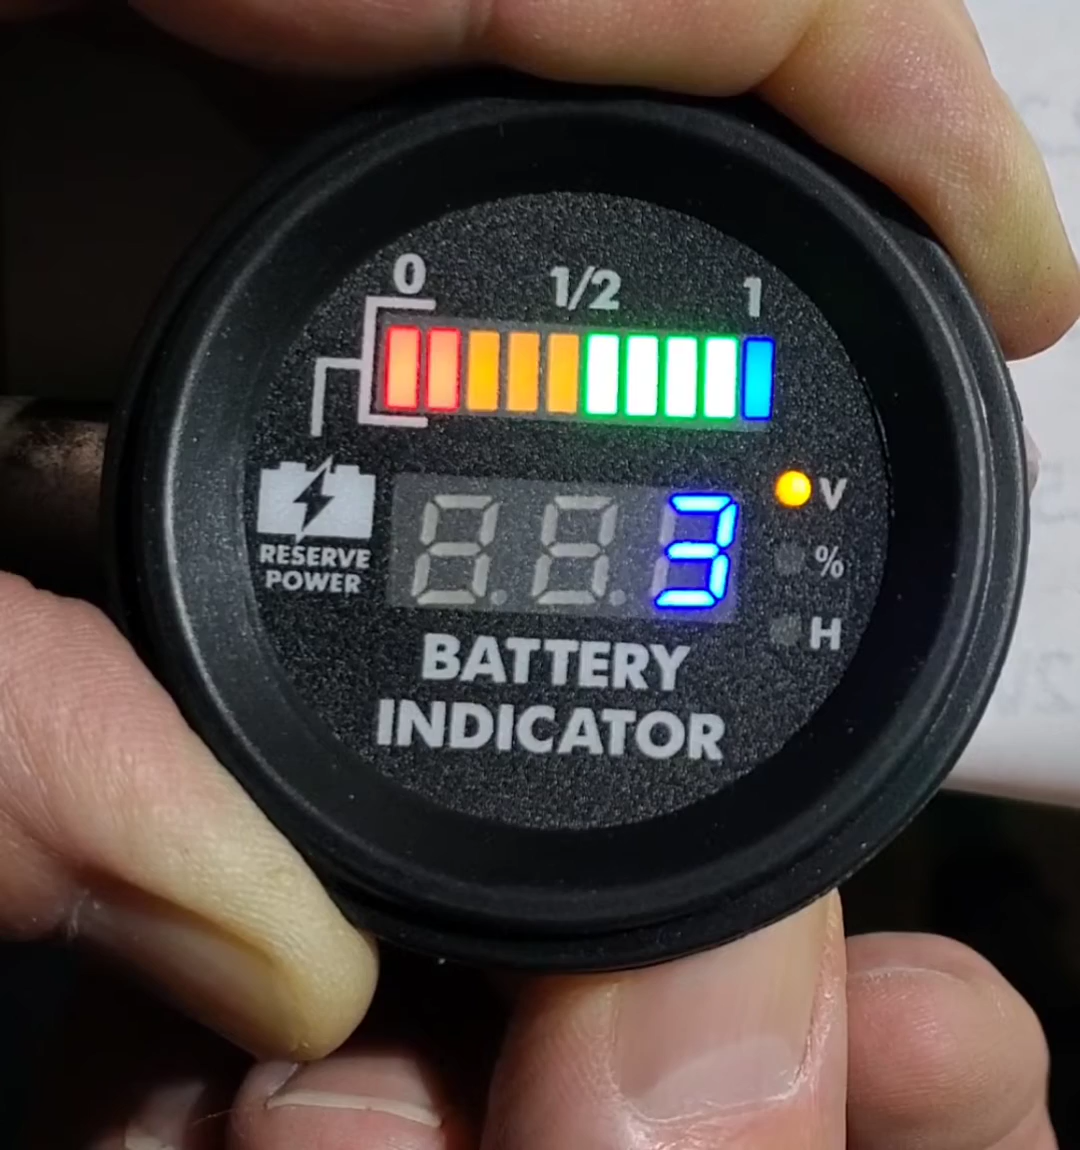 0 1/2 1
3 V
%
H
RESERVE
POWER
BATTERY
INDICATOR